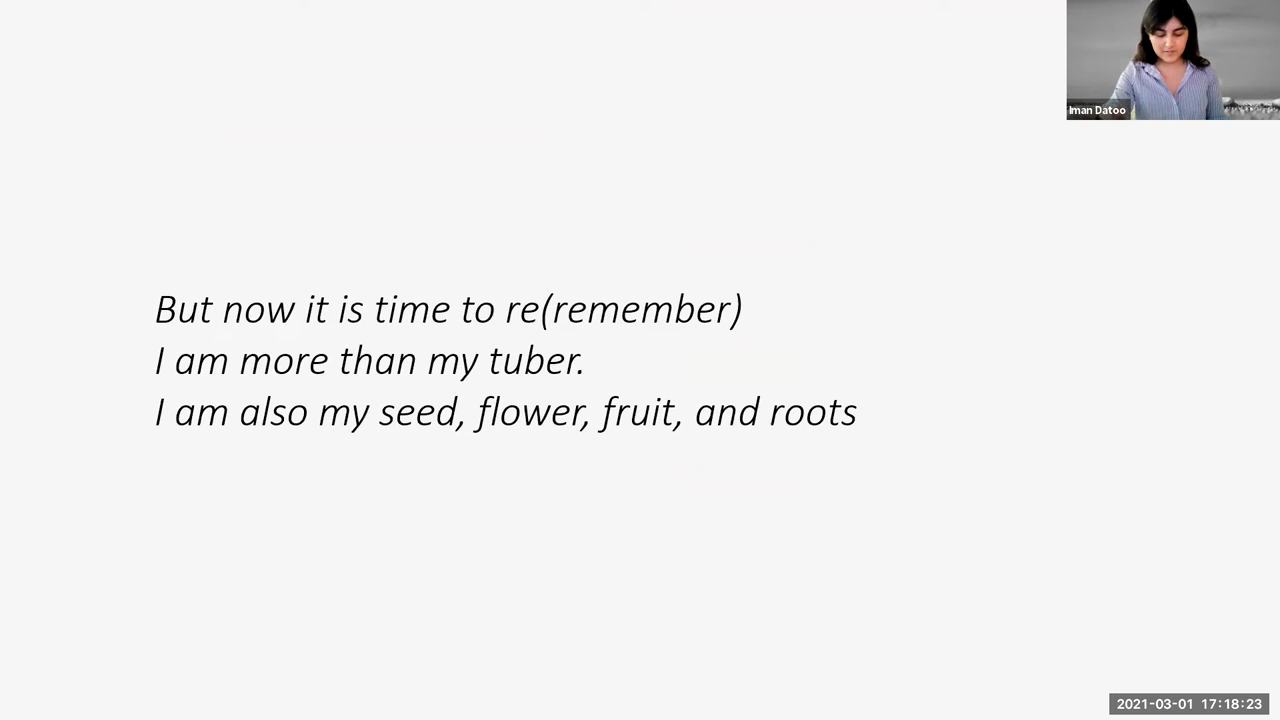 Iman Datoo
But now it is time to re(remember)
I am more than my tuber.
I am also my seed, flower, fruit, and roots
2021-03-01 17:18:23